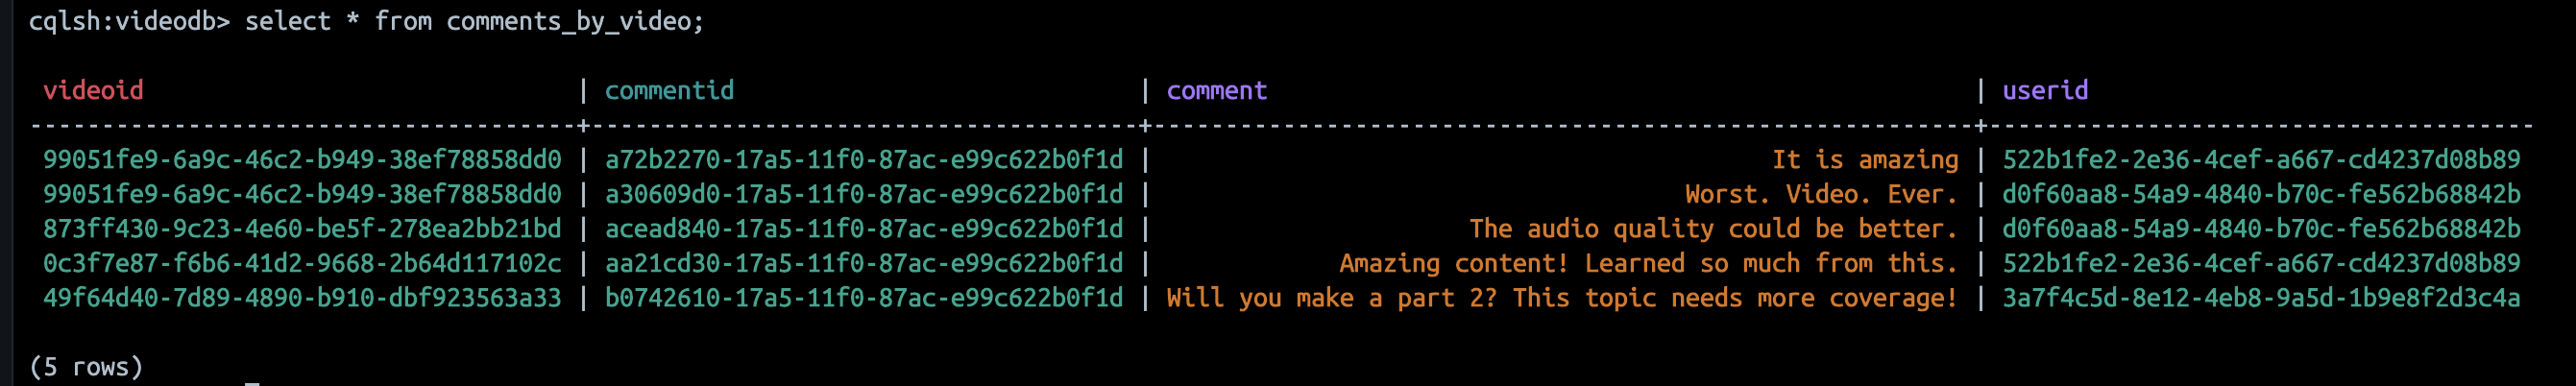 cqlsh:videodb> select * from comments_by_video;
videoid | commentid | comment | userid
--------------------------------------+--------------------------------------+---------------------------------------------------------+--------------------------------------
99051fe9-6a9c-46c2-b949-38ef78858dd0 | a72b2270-17a5-11f0-87ac-e99c622b0f1d | It is amazing | 522b1fe2-2e36-4cef-a667-cd4237d08b89
99051fe9-6a9c-46c2-b949-38ef78858dd0 | a30609d0-17a5-11f0-87ac-e99c622b0f1d | Worst. Video. Ever. | d0f60aa8-54a9-4840-b70c-fe562b68842b
873ff430-9c23-4e60-be5f-278ea2bb21bd | acead840-17a5-11f0-87ac-e99c622b0f1d | The audio quality could be better. | d0f60aa8-54a9-4840-b70c-fe562b68842b
0c3f7e87-f6b6-41d2-9668-2b64d117102c | aa21cd30-17a5-11f0-87ac-e99c622b0f1d | Amazing content! Learned so much from this. | 522b1fe2-2e36-4cef-a667-cd4237d08b89
49f64d40-7d89-4890-b910-dbf923563a33 | b0742610-17a5-11f0-87ac-e99c622b0f1d | Will you make a part 2? This topic needs more coverage! | 3a7f4c5d-8e12-4eb8-9a5d-1b9e8f2d3c4a
(5 rows)